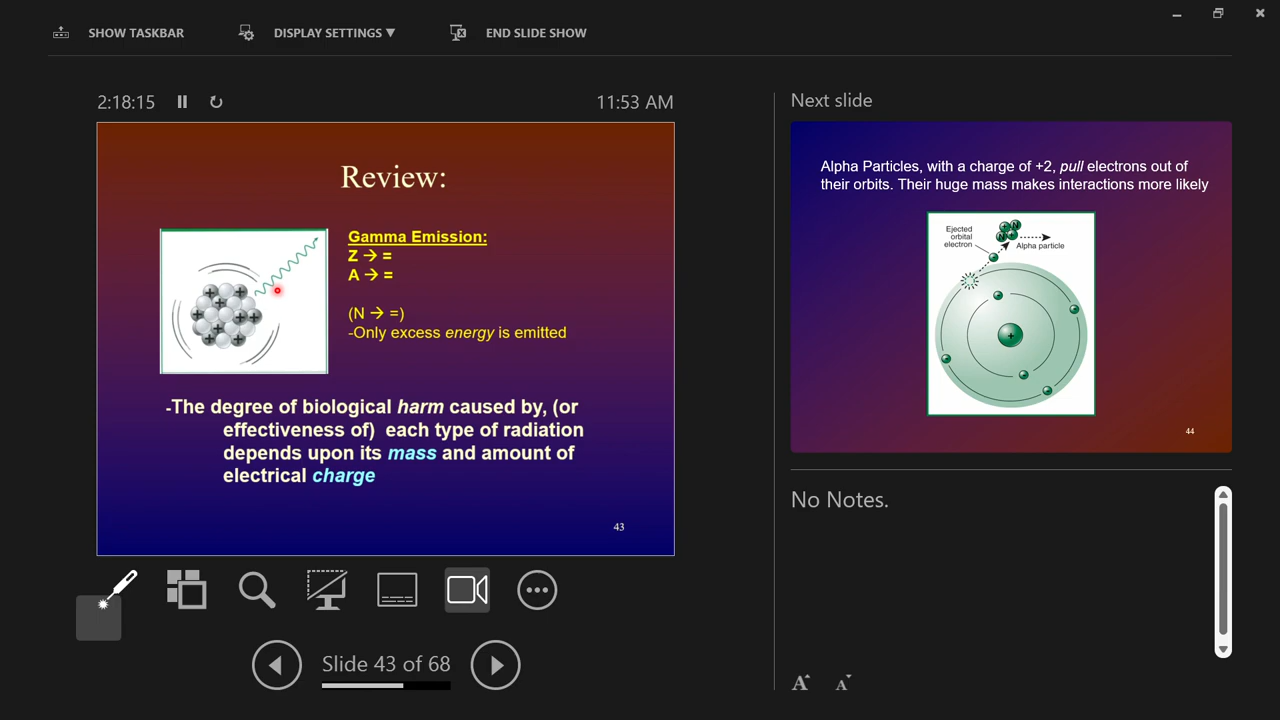 SHOW TASKBAR
DISPLAY SETTINGS ▼
END SLIDE SHOW
2:18:15
11:53 AM
Review:
Gamma Emission:
Z → =
A → =
(N → =)
-Only excess energy is emitted
-The degree of biological harm caused by, (or
effectiveness of) each type of radiation
depends upon its mass and amount of
electrical charge
43
Slide 43 of 68
Next slide
Alpha Particles, with a charge of +2, pull electrons out of
their orbits. Their huge mass makes interactions more likely
Ejected
orbital
electron
Alpha particle
44
No Notes.
A
A